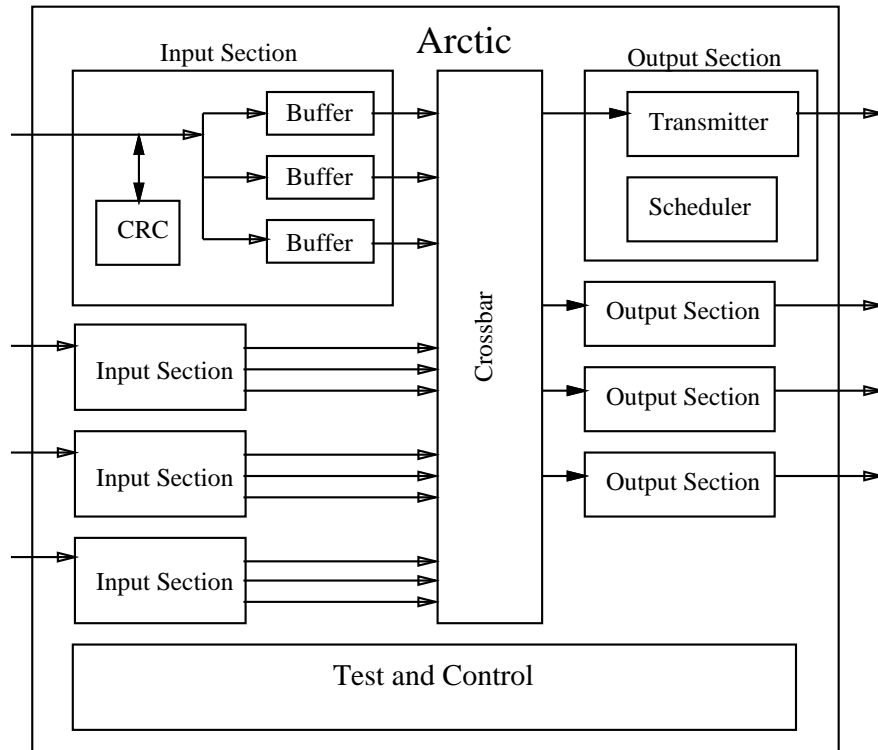 Arctic
Input Section
Output Section
Buffer
Buffer
Buffer
CRC
Transmitter
Scheduler
Crossbar
Input Section
Input Section
Input Section
Output Section
Output Section
Output Section
Test and Control